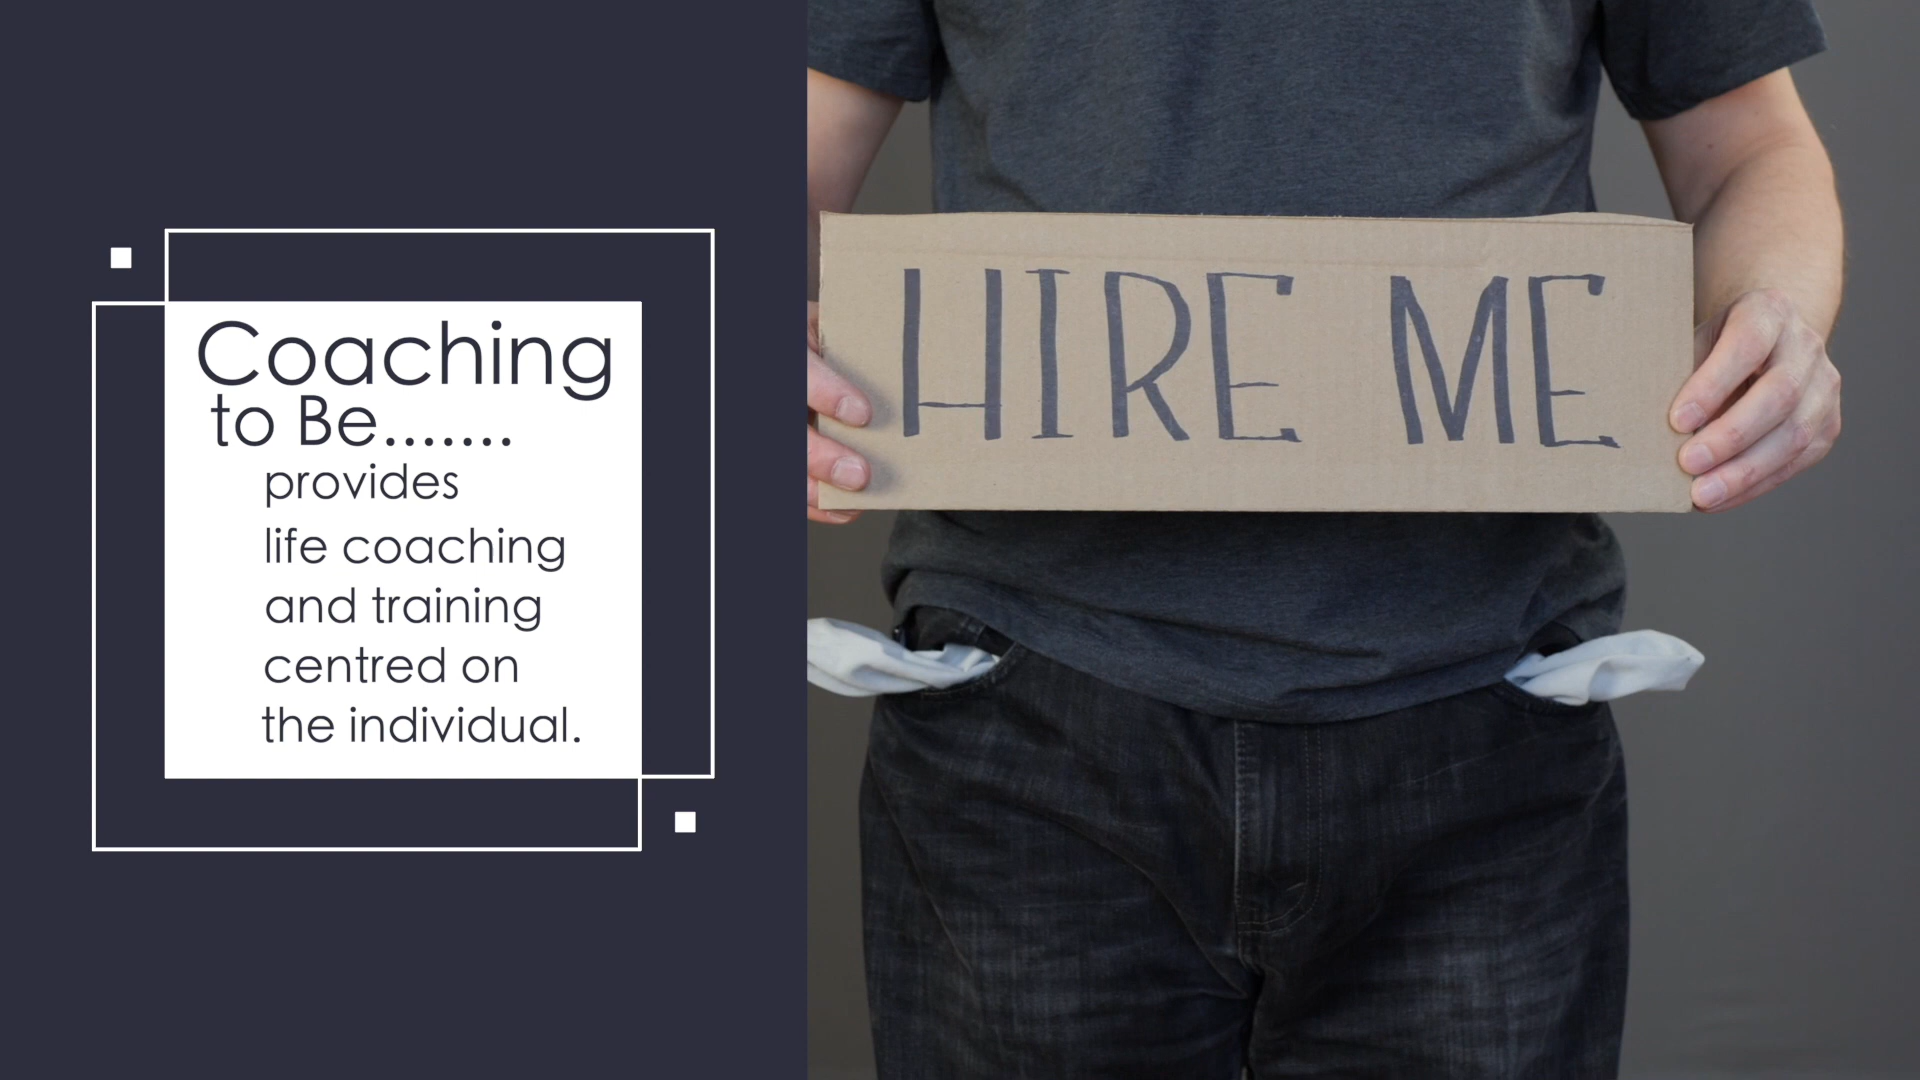 Coaching
to Be.......
provides
life coaching
and training
centred on
the individual.
HIRE ME